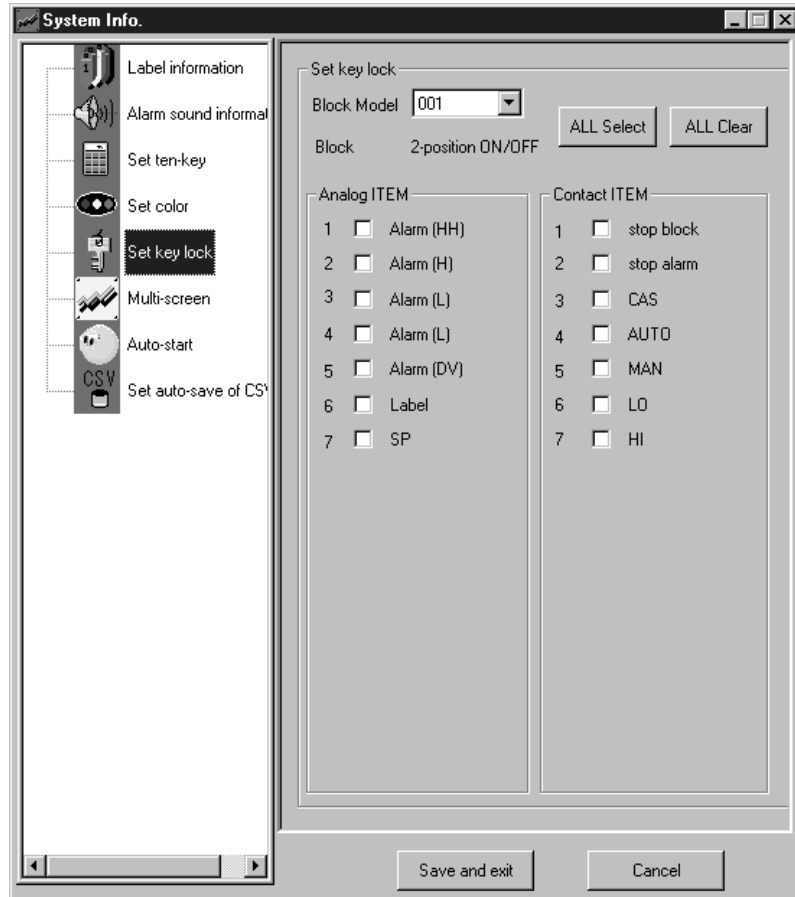 System Info.
Label information
Alarm sound informat
Set ten-key
Set color
Set key lock
Multi-screen
Auto-start
CSV
Set auto-save of CSV
Set key lock
Block Model 001
ALL Select
ALL Clear
Block 2-position ON/OFF
Analog ITEM
1 Alarm (HH)
2 Alarm (H)
3 Alarm (L)
4 Alarm (L)
5 Alarm (DV)
6 Label
7 SP
Contact ITEM
1 stop block
2 stop alarm
3 CAS
4 AUTO
5 MAN
6 LO
7 HI
Save and exit
Cancel